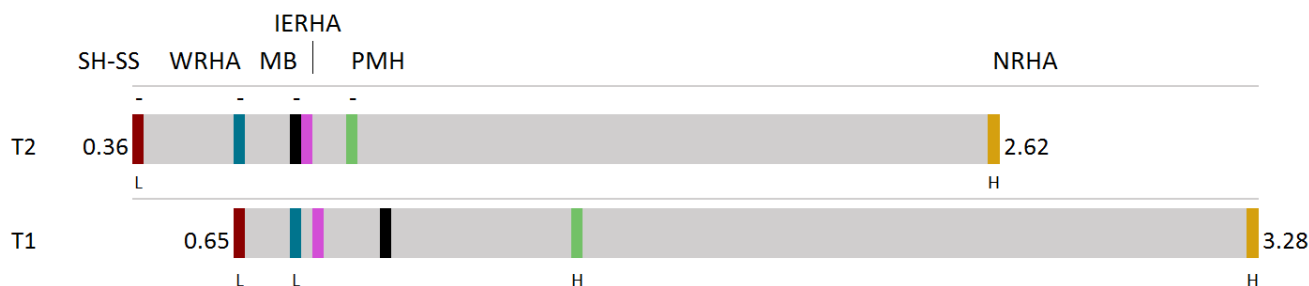 IERHA
SH-SS WRHA MB PMH NRHA
- - - -
T2 0.36 2.62
L H
T1 0.65 3.28
L L H H